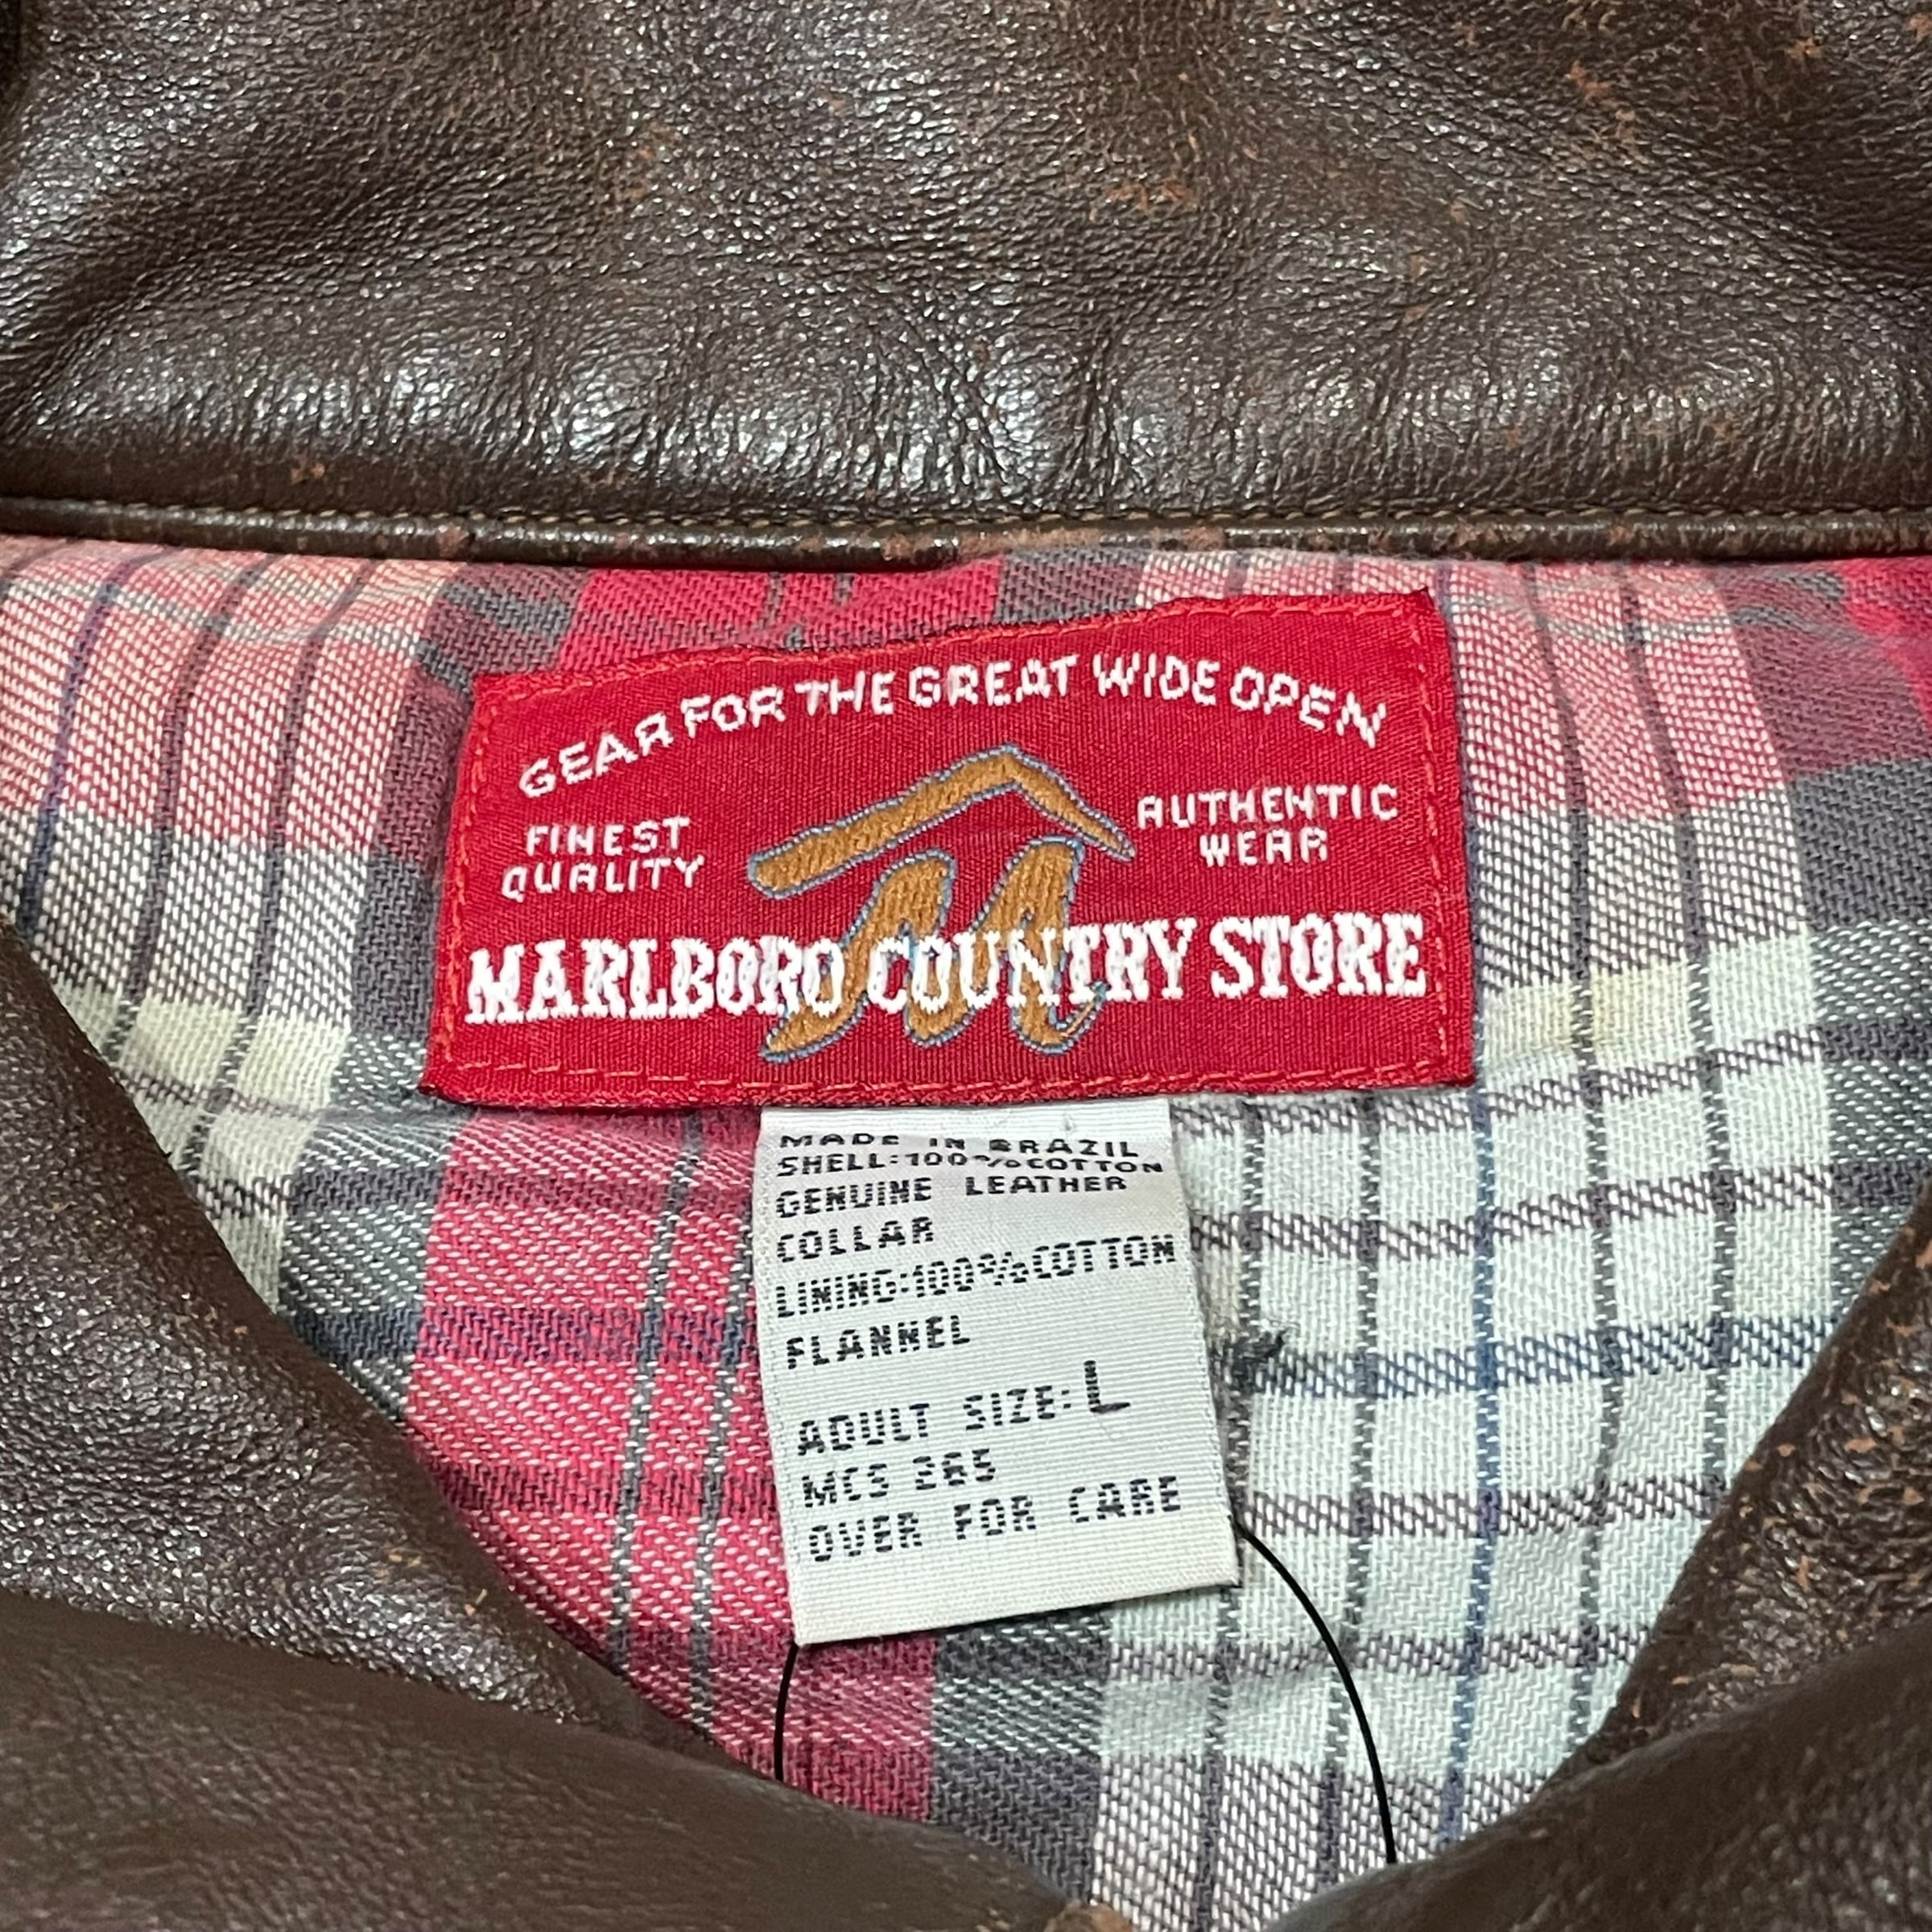 GEAR FOR THE GREAT WIDE OPEN
FINEST
QUALITY
AUTHENTIC
WEAR
M
MARLBORO COUNTRY STORE
MADE IN BRAZIL
SHELL:100%COTTON
GENUINE LEATHER
COLLAR
LINING:100%COTTON
FLANNEL
ADULT SIZE: L
MCS 265
OVER FOR CARE